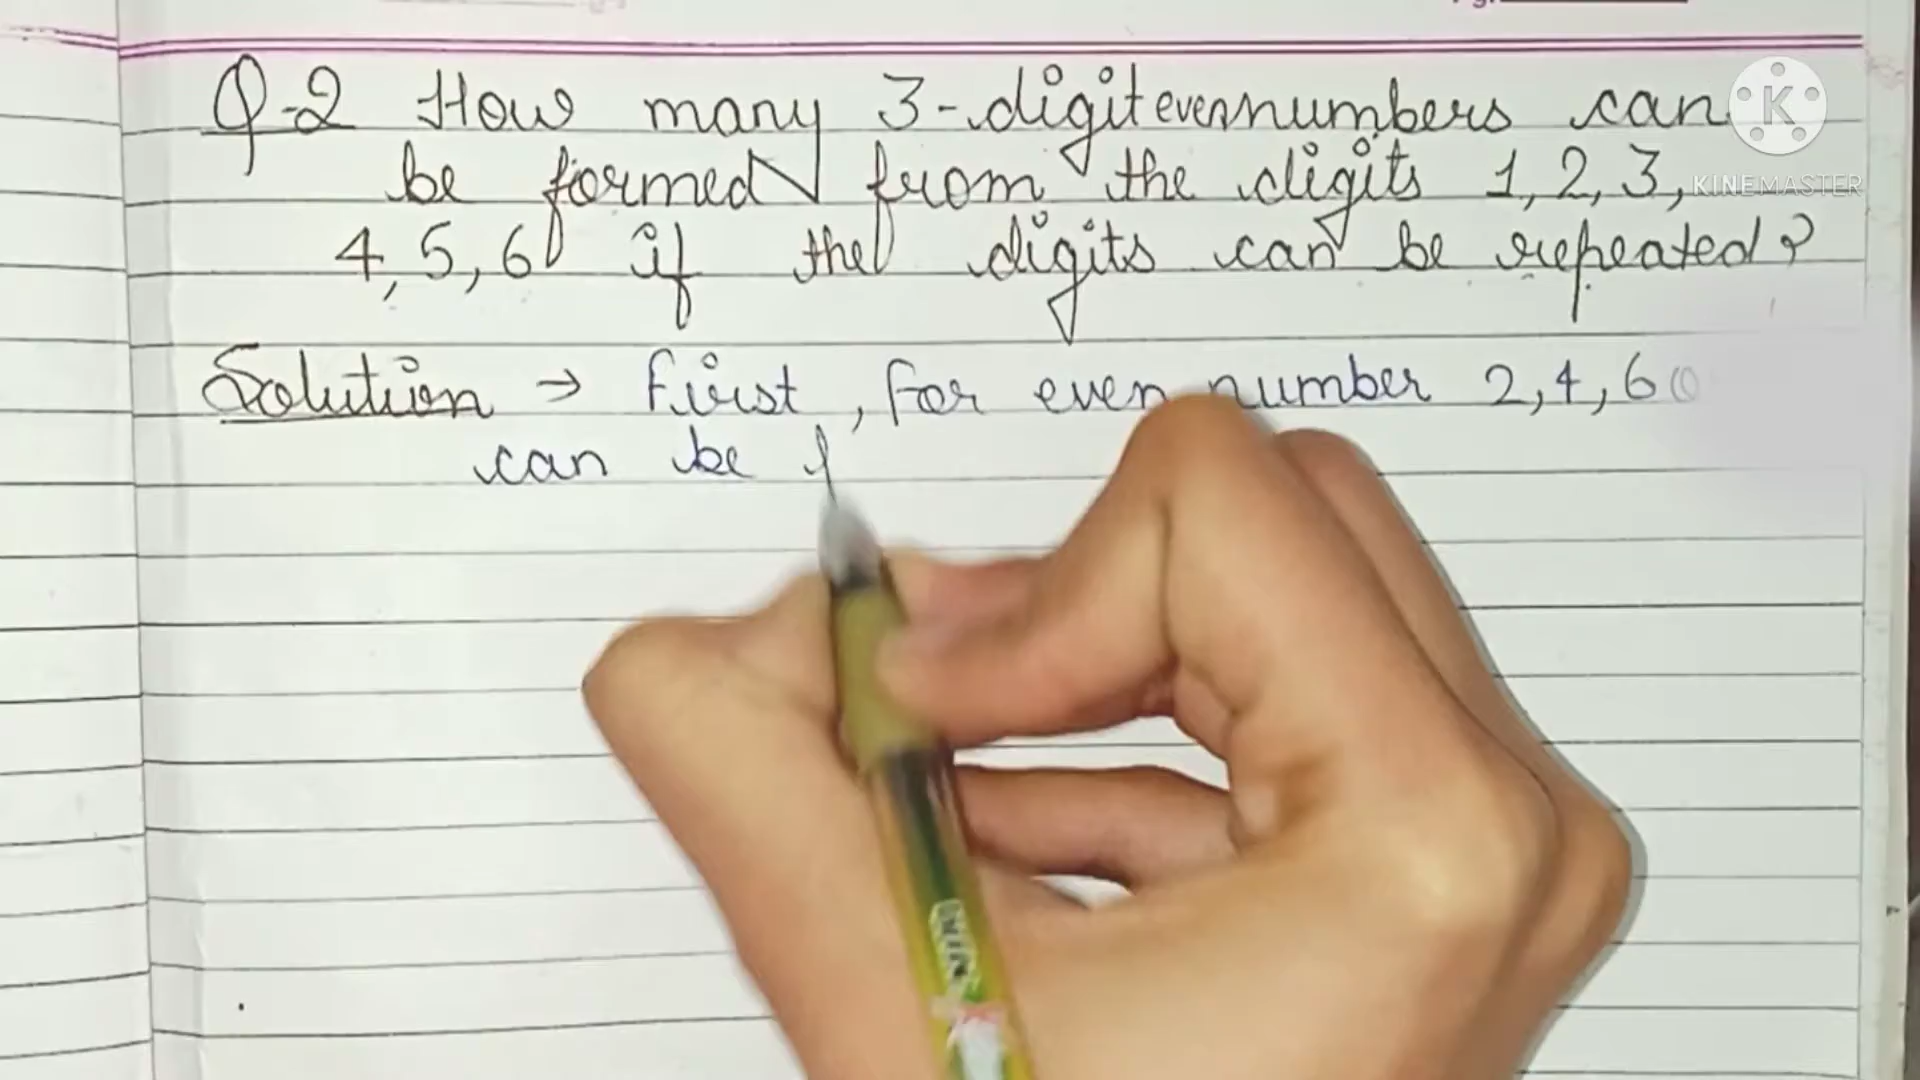 Q-2 How many 3-digit even numbers can
be formed from the digits 1, 2, 3,
4, 5, 6 if the digits can be repeated?
Solution → First, for even number 2, 4, 6
can be
K
KINEMASTER